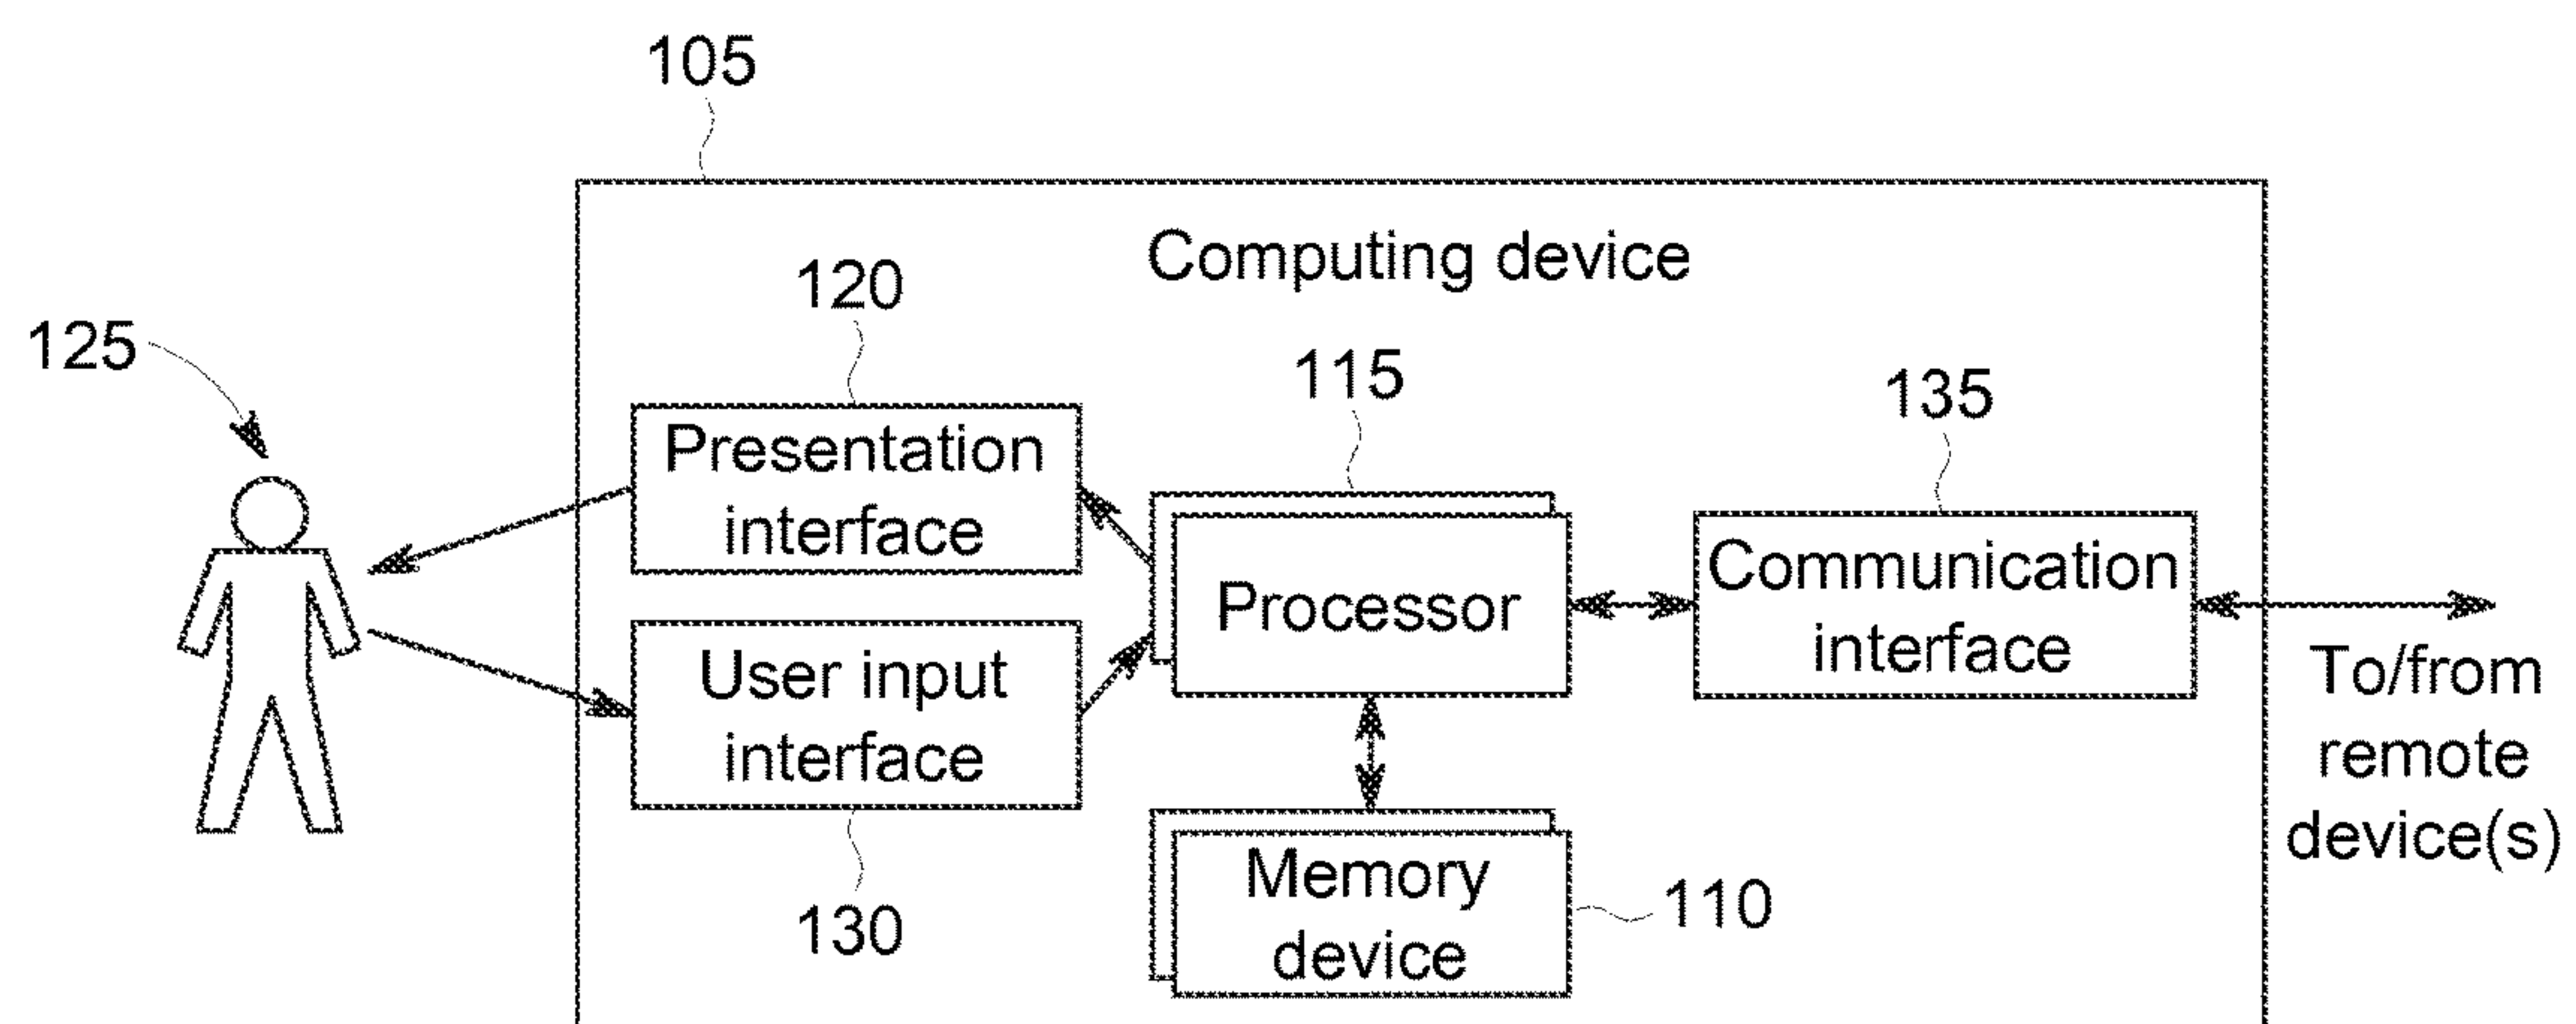 105
Computing device
120
125
115
135
Presentation
interface
Processor
Communication
interface
User input
interface
To/from
remote
device(s)
Memory
device
110
130